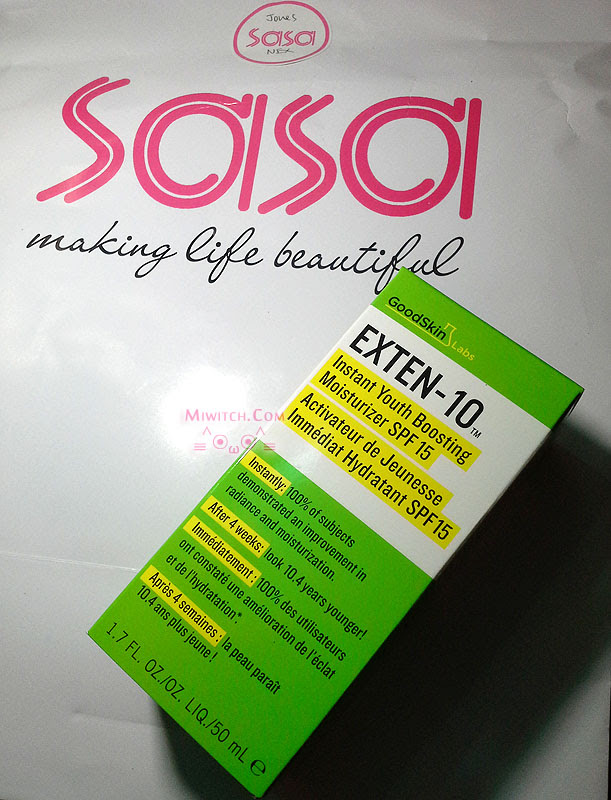 Jones
sasa
NEX
sasa
making life beautiful
GoodSkin Labs
EXTEN-10™
Instant Youth Boosting
Moisturizer SPF 15
Activateur de Jeunesse
Immédiat Hydratant SPF15
Miwitch.Com
^=OωO=^
Instantly: 100% of subjects
demonstrated an improvement in
radiance and moisturization.
After 4 weeks: look 10.4 years younger!
Immédiatement : 100% des utilisateurs
ont constaté une amélioration de l'éclat
et de l'hydratation.*
Après 4 semaines : la peau paraît
10.4 ans plus jeune !
1.7 FL. OZ./OZ. LIQ./50 mL ℮